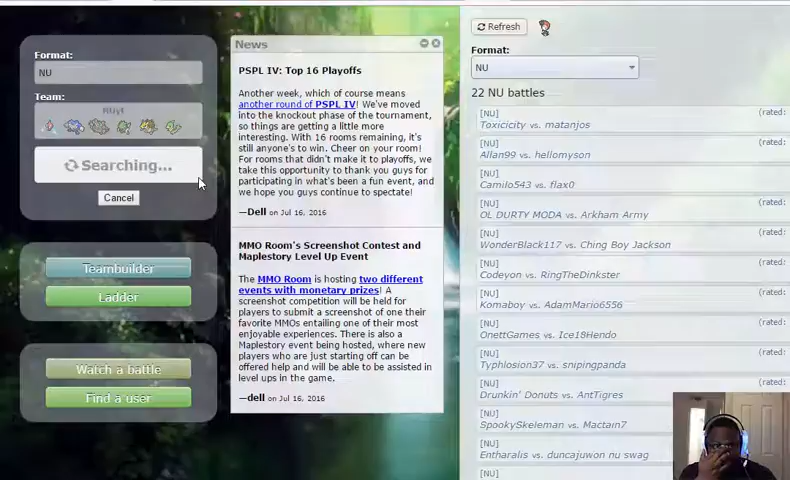 Format:
NU
Team:
Searching...
Cancel
Teambuilder
Ladder
Watch a battle
Find a user
News
PSPL IV: Top 16 Playoffs
Another week, which of course means
another round of PSPL IV! We've moved
into the knockout phase of the tournament,
so things are getting a little more
interesting. With 16 rooms remaining, it's
still anyone's to win. Cheer on your room!
For rooms that didn't make it to playoffs, we
take this opportunity to thank you guys for
participating in what's been a fun event, and
we hope you guys continue to spectate!
—Dell on Jul 16, 2016
MMO Room's Screenshot Contest and
Maplestory Level Up Event
The MMO Room is hosting two different
events with monetary prizes! A
screenshot competition will be held for
players to submit a screenshot of one their
favorite MMOs entailing one of their most
enjoyable experiences. There is also a
Maplestory event being hosted, where new
players who are just starting off can be
offered help and will be able to be assisted in
level ups in the game.
—dell on Jul 16, 2016
Refresh
Format:
NU
22 NU battles
[NU] (rated:
Toxicicity vs. matanjos
[NU] (rated:
Allan99 vs. hellomyson
[NU] (rated:
Camilo543 vs. flax0
[NU] (rated:
OL DURTY MODA vs. Arkham Army
[NU] (rated:
WonderBlack117 vs. Ching Boy Jackson
[NU] (rated:
Codeyon vs. RingTheDinkster
[NU] (rated:
Komaboy vs. AdamMario6556
[NU] (rated:
OnettGames vs. Ice18Hendo
[NU] (rated:
Typhlosion37 vs. snipingpanda
[NU] (rated:
Drunkin' Donuts vs. AntTigres
[NU]
SpookySkeleman vs. Mactain7
[NU]
Entharalis vs. duncajuwon nu swag
[NU]